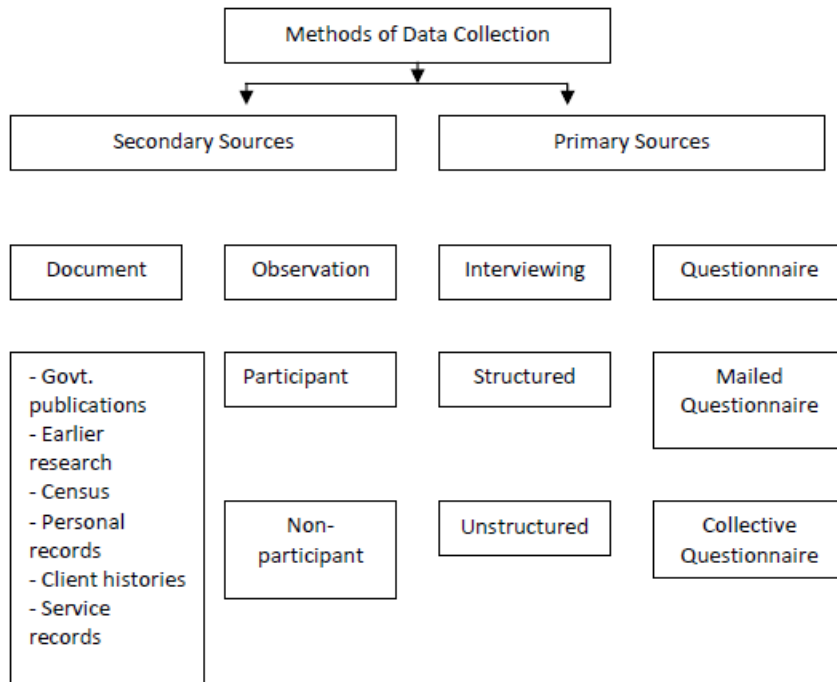 Methods of Data Collection
Secondary Sources
Primary Sources
Document
Observation
Interviewing
Questionnaire
- Govt.
publications
- Earlier
research
- Census
- Personal
records
- Client histories
- Service
records
Participant
Structured
Mailed
Questionnaire
Non-
participant
Unstructured
Collective
Questionnaire